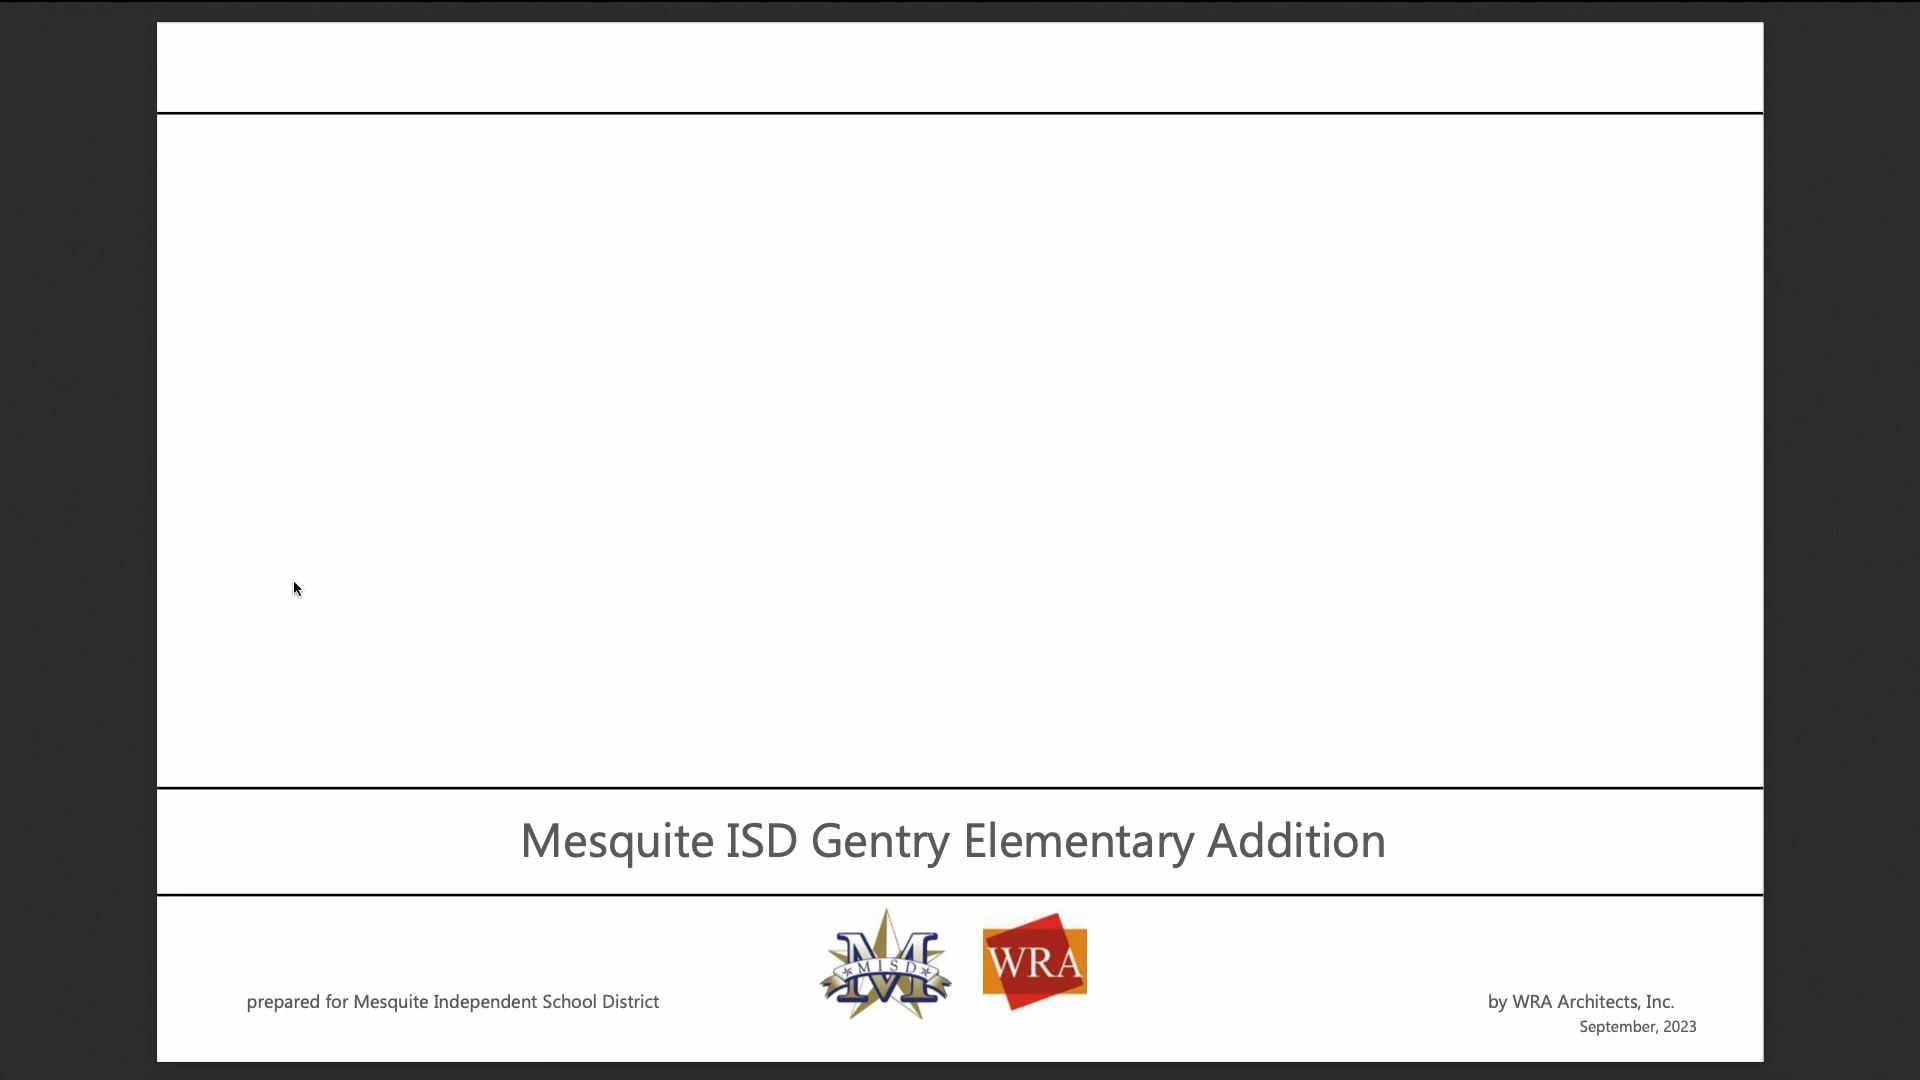 Mesquite ISD Gentry Elementary Addition
MISD
M
WRA
prepared for Mesquite Independent School District
by WRA Architects, Inc.
September, 2023